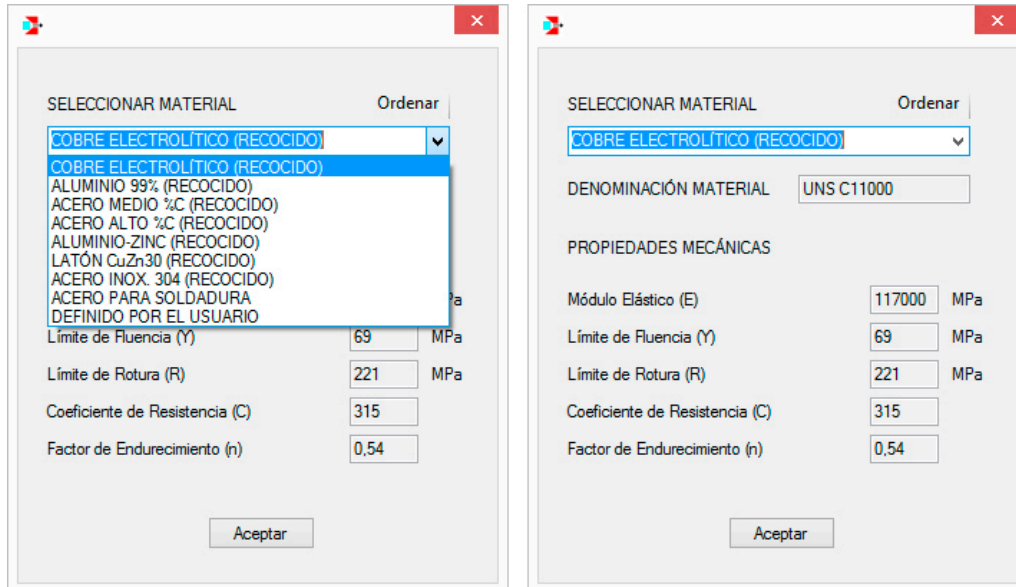 SELECCIONAR MATERIAL Ordenar
COBRE ELECTROLÍTICO (RECOCIDO)
COBRE ELECTROLÍTICO (RECOCIDO)
ALUMINIO 99% (RECOCIDO)
ACERO MEDIO %C (RECOCIDO)
ACERO ALTO %C (RECOCIDO)
ALUMINIO-ZINC (RECOCIDO)
LATÓN CuZn30 (RECOCIDO)
ACERO INOX. 304 (RECOCIDO)
ACERO PARA SOLDADURA
DEFINIDO POR EL USUARIO
Límite de Fluencia (Y) 69 MPa
Límite de Rotura (R) 221 MPa
Coeficiente de Resistencia (C) 315
Factor de Endurecimiento (n) 0,54
Aceptar
SELECCIONAR MATERIAL Ordenar
COBRE ELECTROLÍTICO (RECOCIDO)
DENOMINACIÓN MATERIAL UNS C11000
PROPIEDADES MECÁNICAS
Módulo Elástico (E) 117000 MPa
Límite de Fluencia (Y) 69 MPa
Límite de Rotura (R) 221 MPa
Coeficiente de Resistencia (C) 315
Factor de Endurecimiento (n) 0,54
Aceptar